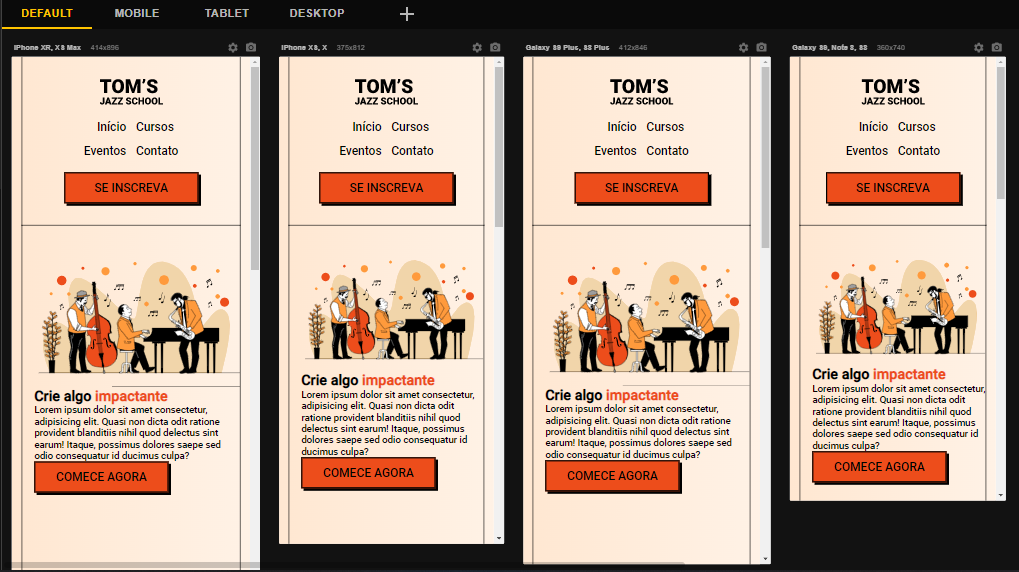 DEFAULT MOBILE TABLET DESKTOP
iPhone XR, XS Max 414x896
TOM'S
JAZZ SCHOOL
Início Cursos
Eventos Contato
SE INSCREVA
Crie algo impactante
Lorem ipsum dolor sit amet consectetur,
adipisicing elit. Quasi non dicta odit ratione
provident blanditiis nihil quod delectus sint
earum! Itaque, possimus dolores saepe sed
odio consequatur id ducimus culpa?
COMECE AGORA
iPhone XS, X 375x812
TOM'S
JAZZ SCHOOL
Início Cursos
Eventos Contato
SE INSCREVA
Crie algo impactante
Lorem ipsum dolor sit amet consectetur,
adipisicing elit. Quasi non dicta odit
ratione provident blanditiis nihil quod
delectus sint earum! Itaque, possimus
dolores saepe sed odio consequatur id
ducimus culpa?
COMECE AGORA
Galaxy S9 Plus, S8 Plus 412x846
TOM'S
JAZZ SCHOOL
Início Cursos
Eventos Contato
SE INSCREVA
Crie algo impactante
Lorem ipsum dolor sit amet consectetur,
adipisicing elit. Quasi non dicta odit ratione
provident blanditiis nihil quod delectus sint
earum! Itaque, possimus dolores saepe sed
odio consequatur id ducimus culpa?
COMECE AGORA
Galaxy S9, Note 8, S8 360x740
TOM'S
JAZZ SCHOOL
Início Cursos
Eventos Contato
SE INSCREVA
Crie algo impactante
Lorem ipsum dolor sit amet consectetur,
adipisicing elit. Quasi non dicta odit
ratione provident blanditiis nihil quod
delectus sint earum! Itaque, possimus
dolores saepe sed odio consequatur id
ducimus culpa?
COMECE AGORA